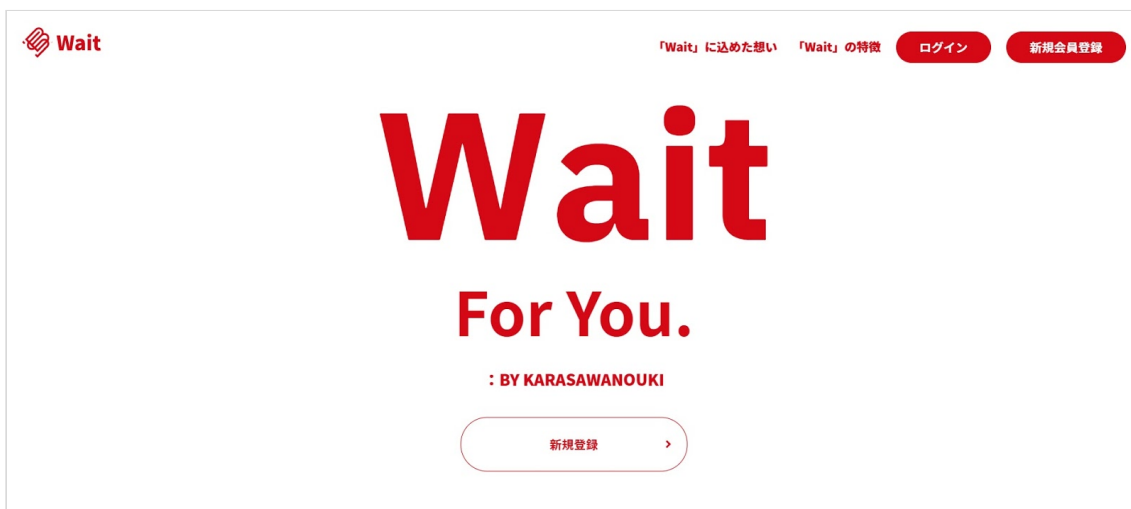 Wait
「Wait」に込めた想い 「Wait」の特徴 ログイン 新規会員登録
Wait
For You.
：BY KARASAWANOUKI
新規登録